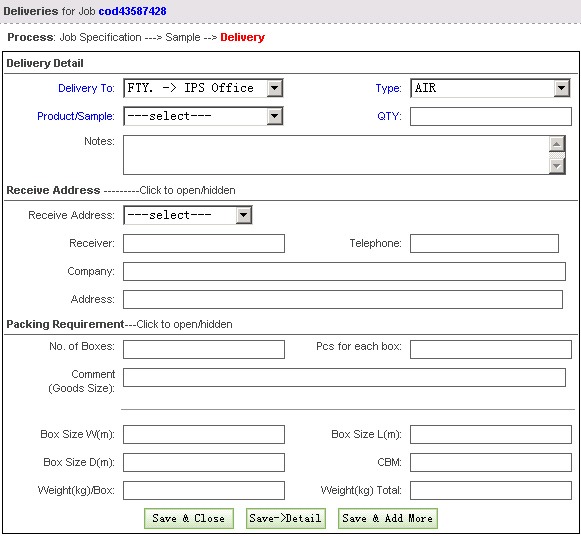 Deliveries for Job cod43587428
Process: Job Specification ---> Sample --> Delivery
Delivery Detail
Delivery To: FTY. -> IPS Office Type: AIR
Product/Sample: ---select--- QTY:
Notes:
Receive Address ---------Click to open/hidden
Receive Address: ---select---
Receiver: Telephone:
Company:
Address:
Packing Requirement---Click to open/hidden
No. of Boxes: Pcs for each box:
Comment
(Goods Size):
Box Size W(m): Box Size L(m):
Box Size D(m): CBM:
Weight(kg)/Box: Weight(kg) Total:
Save & Close Save->Detail Save & Add More